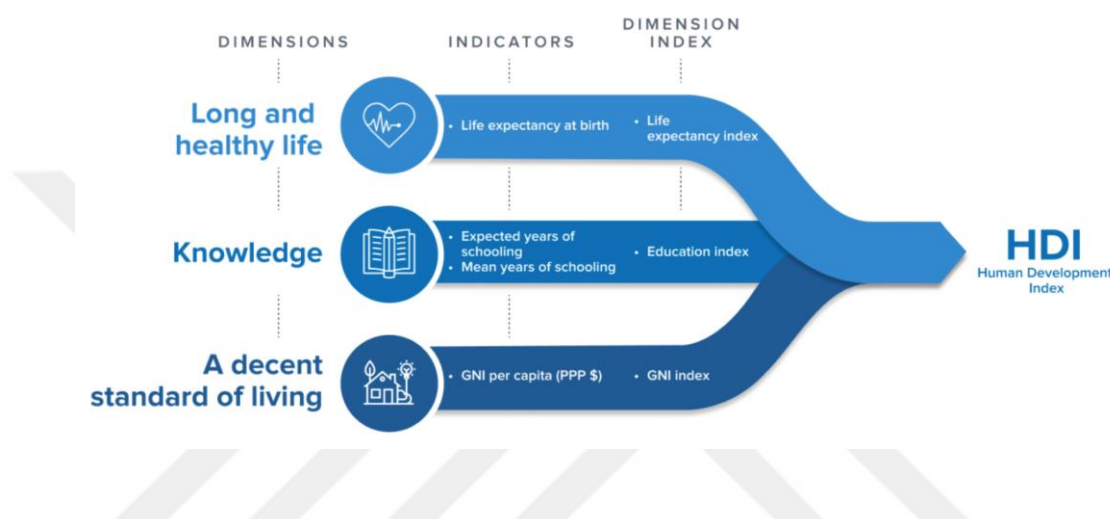 DIMENSIONS
INDICATORS
DIMENSION
INDEX
Long and
healthy life
• Life expectancy at birth
• Life
expectancy index
Knowledge
• Expected years of
schooling
• Mean years of schooling
• Education index
A decent
standard of living
• GNI per capita (PPP $)
• GNI index
HDI
Human Development
Index